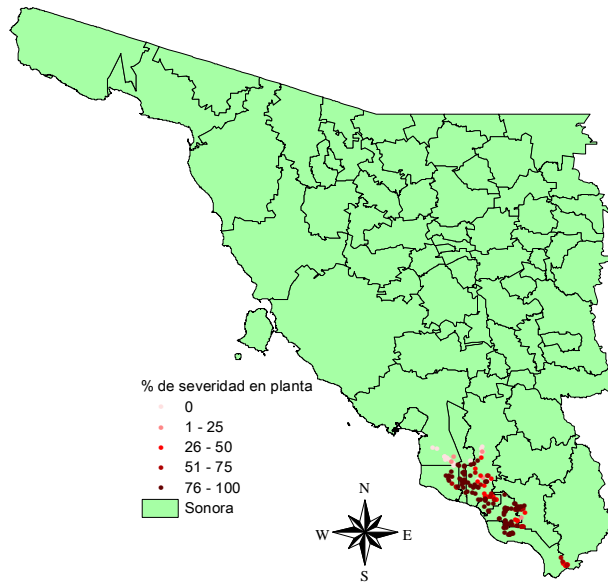 % de severidad en planta
0
1 - 25
26 - 50
51 - 75
76 - 100
Sonora
N
W E
S